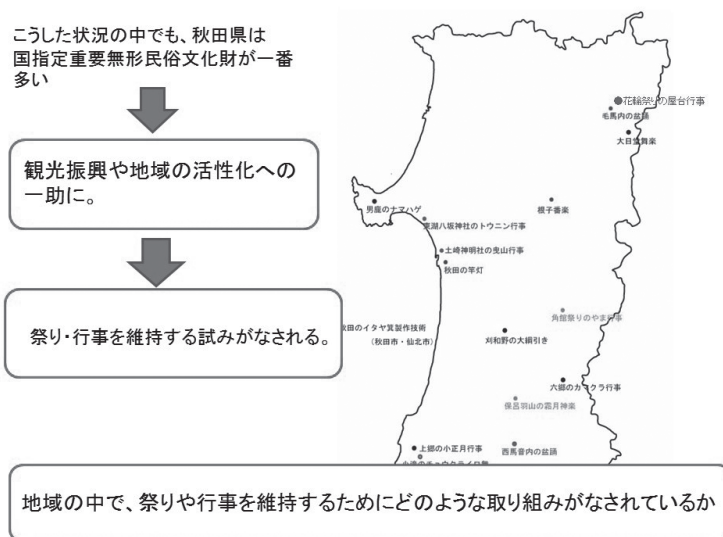 こうした状況の中でも、秋田県は
国指定重要無形民俗文化財が一番
多い
観光振興や地域の活性化への
一助に。
祭り・行事を維持する試みがなされる。
花輪祭りの屋台行事
毛馬内の盆踊
大日堂舞楽
根子番楽
男鹿のナマハゲ
東湖八坂神社のトウニン行事
土崎神明社の曳山行事
秋田の竿灯
角館祭りのやま行事
秋田のイタヤ箕製作技術
(秋田市・仙北市)
刈和野の大綱引き
六郷のカマクラ行事
保呂羽山の霜月神楽
上郷の小正月行事
西馬音内の盆踊
地域の中で、祭りや行事を維持するためにどのような取り組みがなされているか